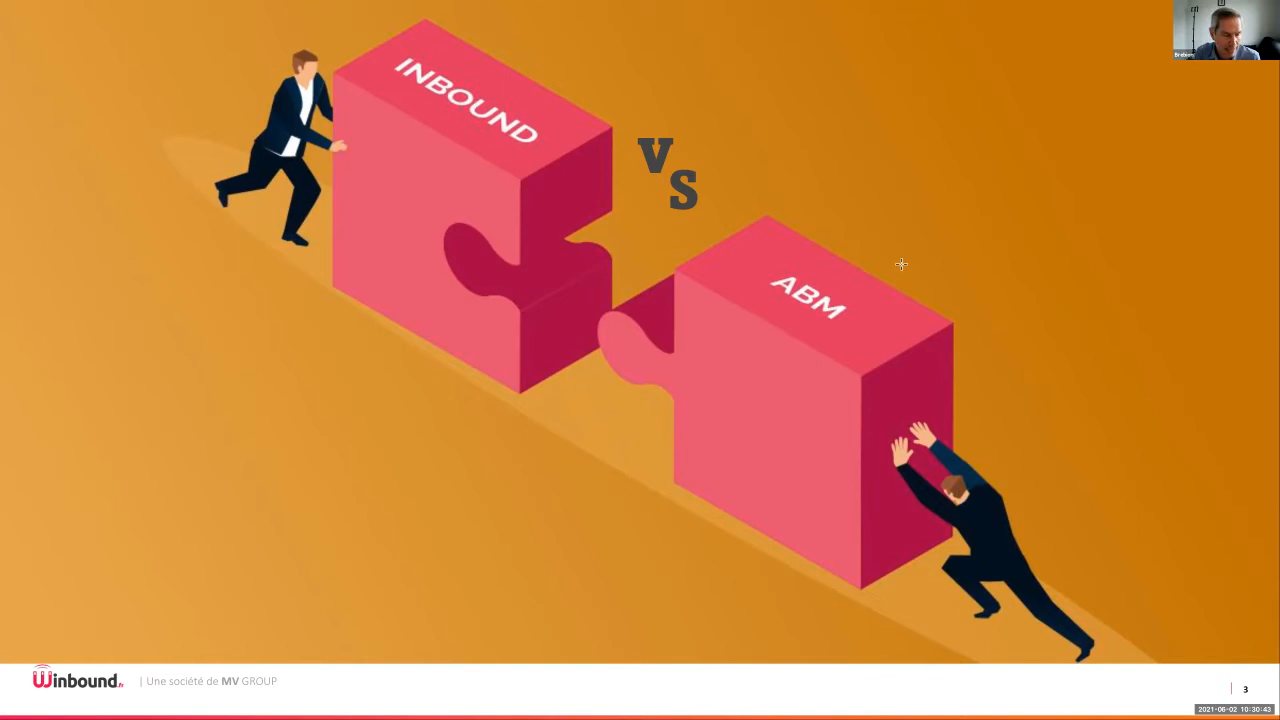 INBOUND
VS
ABM
Winbound.fr
| Une société de MV GROUP
| 3
2021-06-02 10:30:43